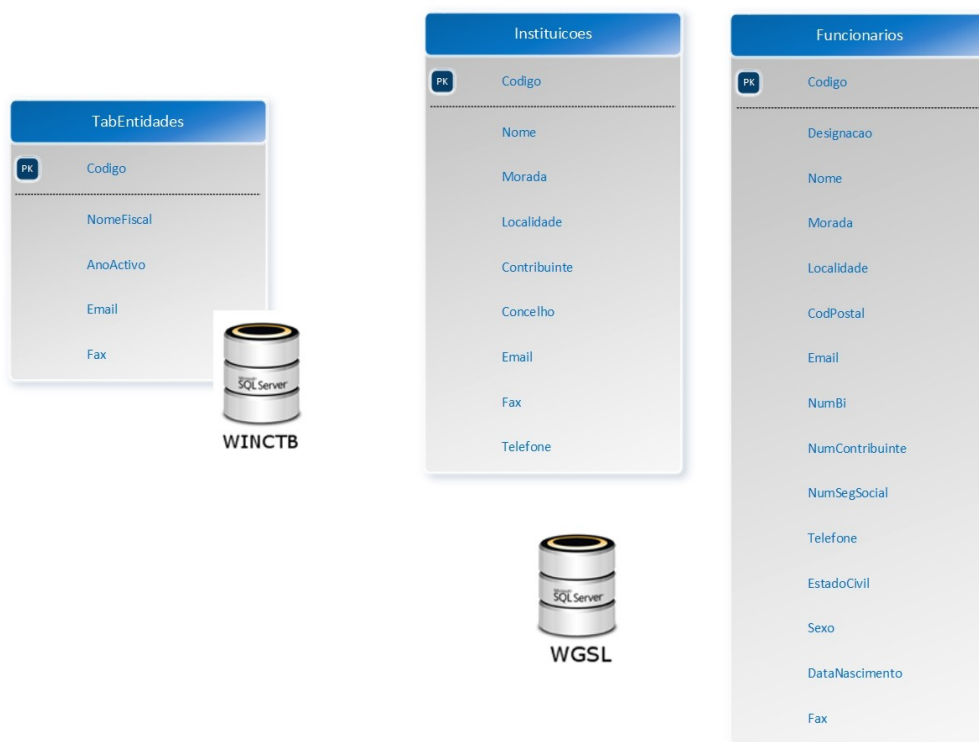 TabEntidades
PK
Codigo
NomeFiscal
AnoActivo
Email
Fax
SQL Server
WINCTB
Instituicoes
PK
Codigo
Nome
Morada
Localidade
Contribuinte
Concelho
Email
Fax
Telefone
SQL Server
WGSL
Funcionarios
PK
Codigo
Designacao
Nome
Morada
Localidade
CodPostal
Email
NumBi
NumContribuinte
NumSegSocial
Telefone
EstadoCivil
Sexo
DataNascimento
Fax